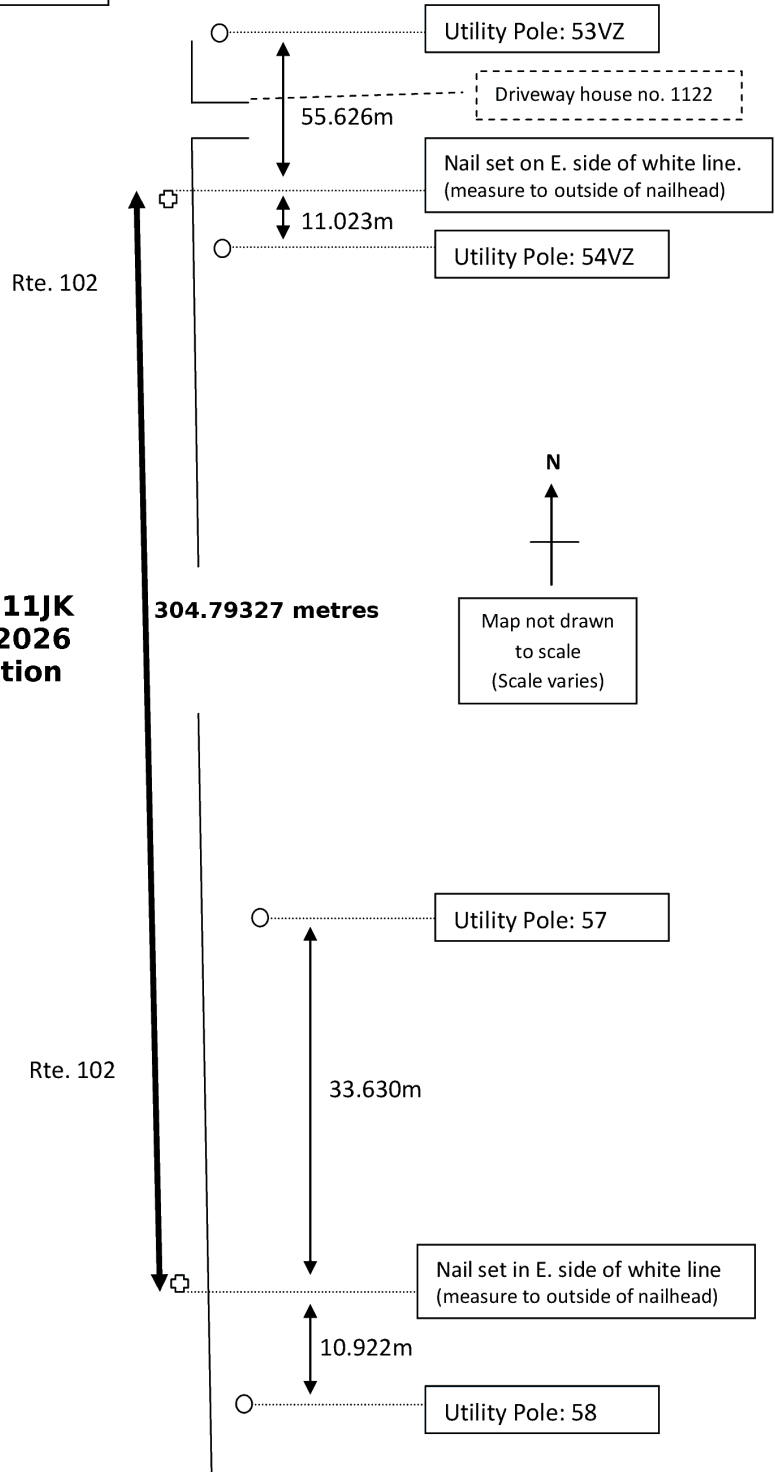 Utility Pole: 53VZ
Driveway house no. 1122
55.626m
Nail set on E. side of white line.
(measure to outside of nailhead)
11.023m
Utility Pole: 54VZ
Rte. 102
N
11JK
304.79327 metres
2026
tion
Map not drawn
to scale
(Scale varies)
Utility Pole: 57
Rte. 102
33.630m
Nail set in E. side of white line
(measure to outside of nailhead)
10.922m
Utility Pole: 58